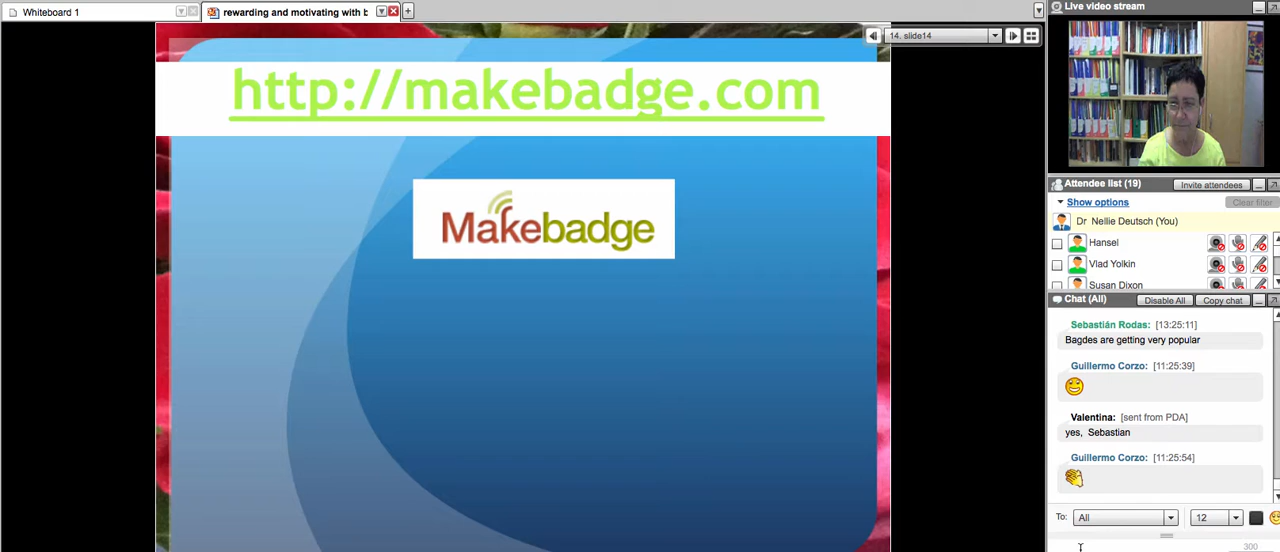 Whiteboard 1
rewarding and motivating with b
Live video stream
14. slide14
http://makebadge.com
Makebadge
Attendee list (19)
Invite attendees
Show options
Clear filter
Dr Nellie Deutsch (You)
Hansel
Vlad Yolkin
Susan Dixon
Chat (All)
Disable All
Copy chat
Sebastián Rodas: [13:25:11]
Bagdes are getting very popular
Guillermo Corzo: [11:25:39]
Valentina: [sent from PDA]
yes, Sebastian
Guillermo Corzo: [11:25:54]
To: All
12
300